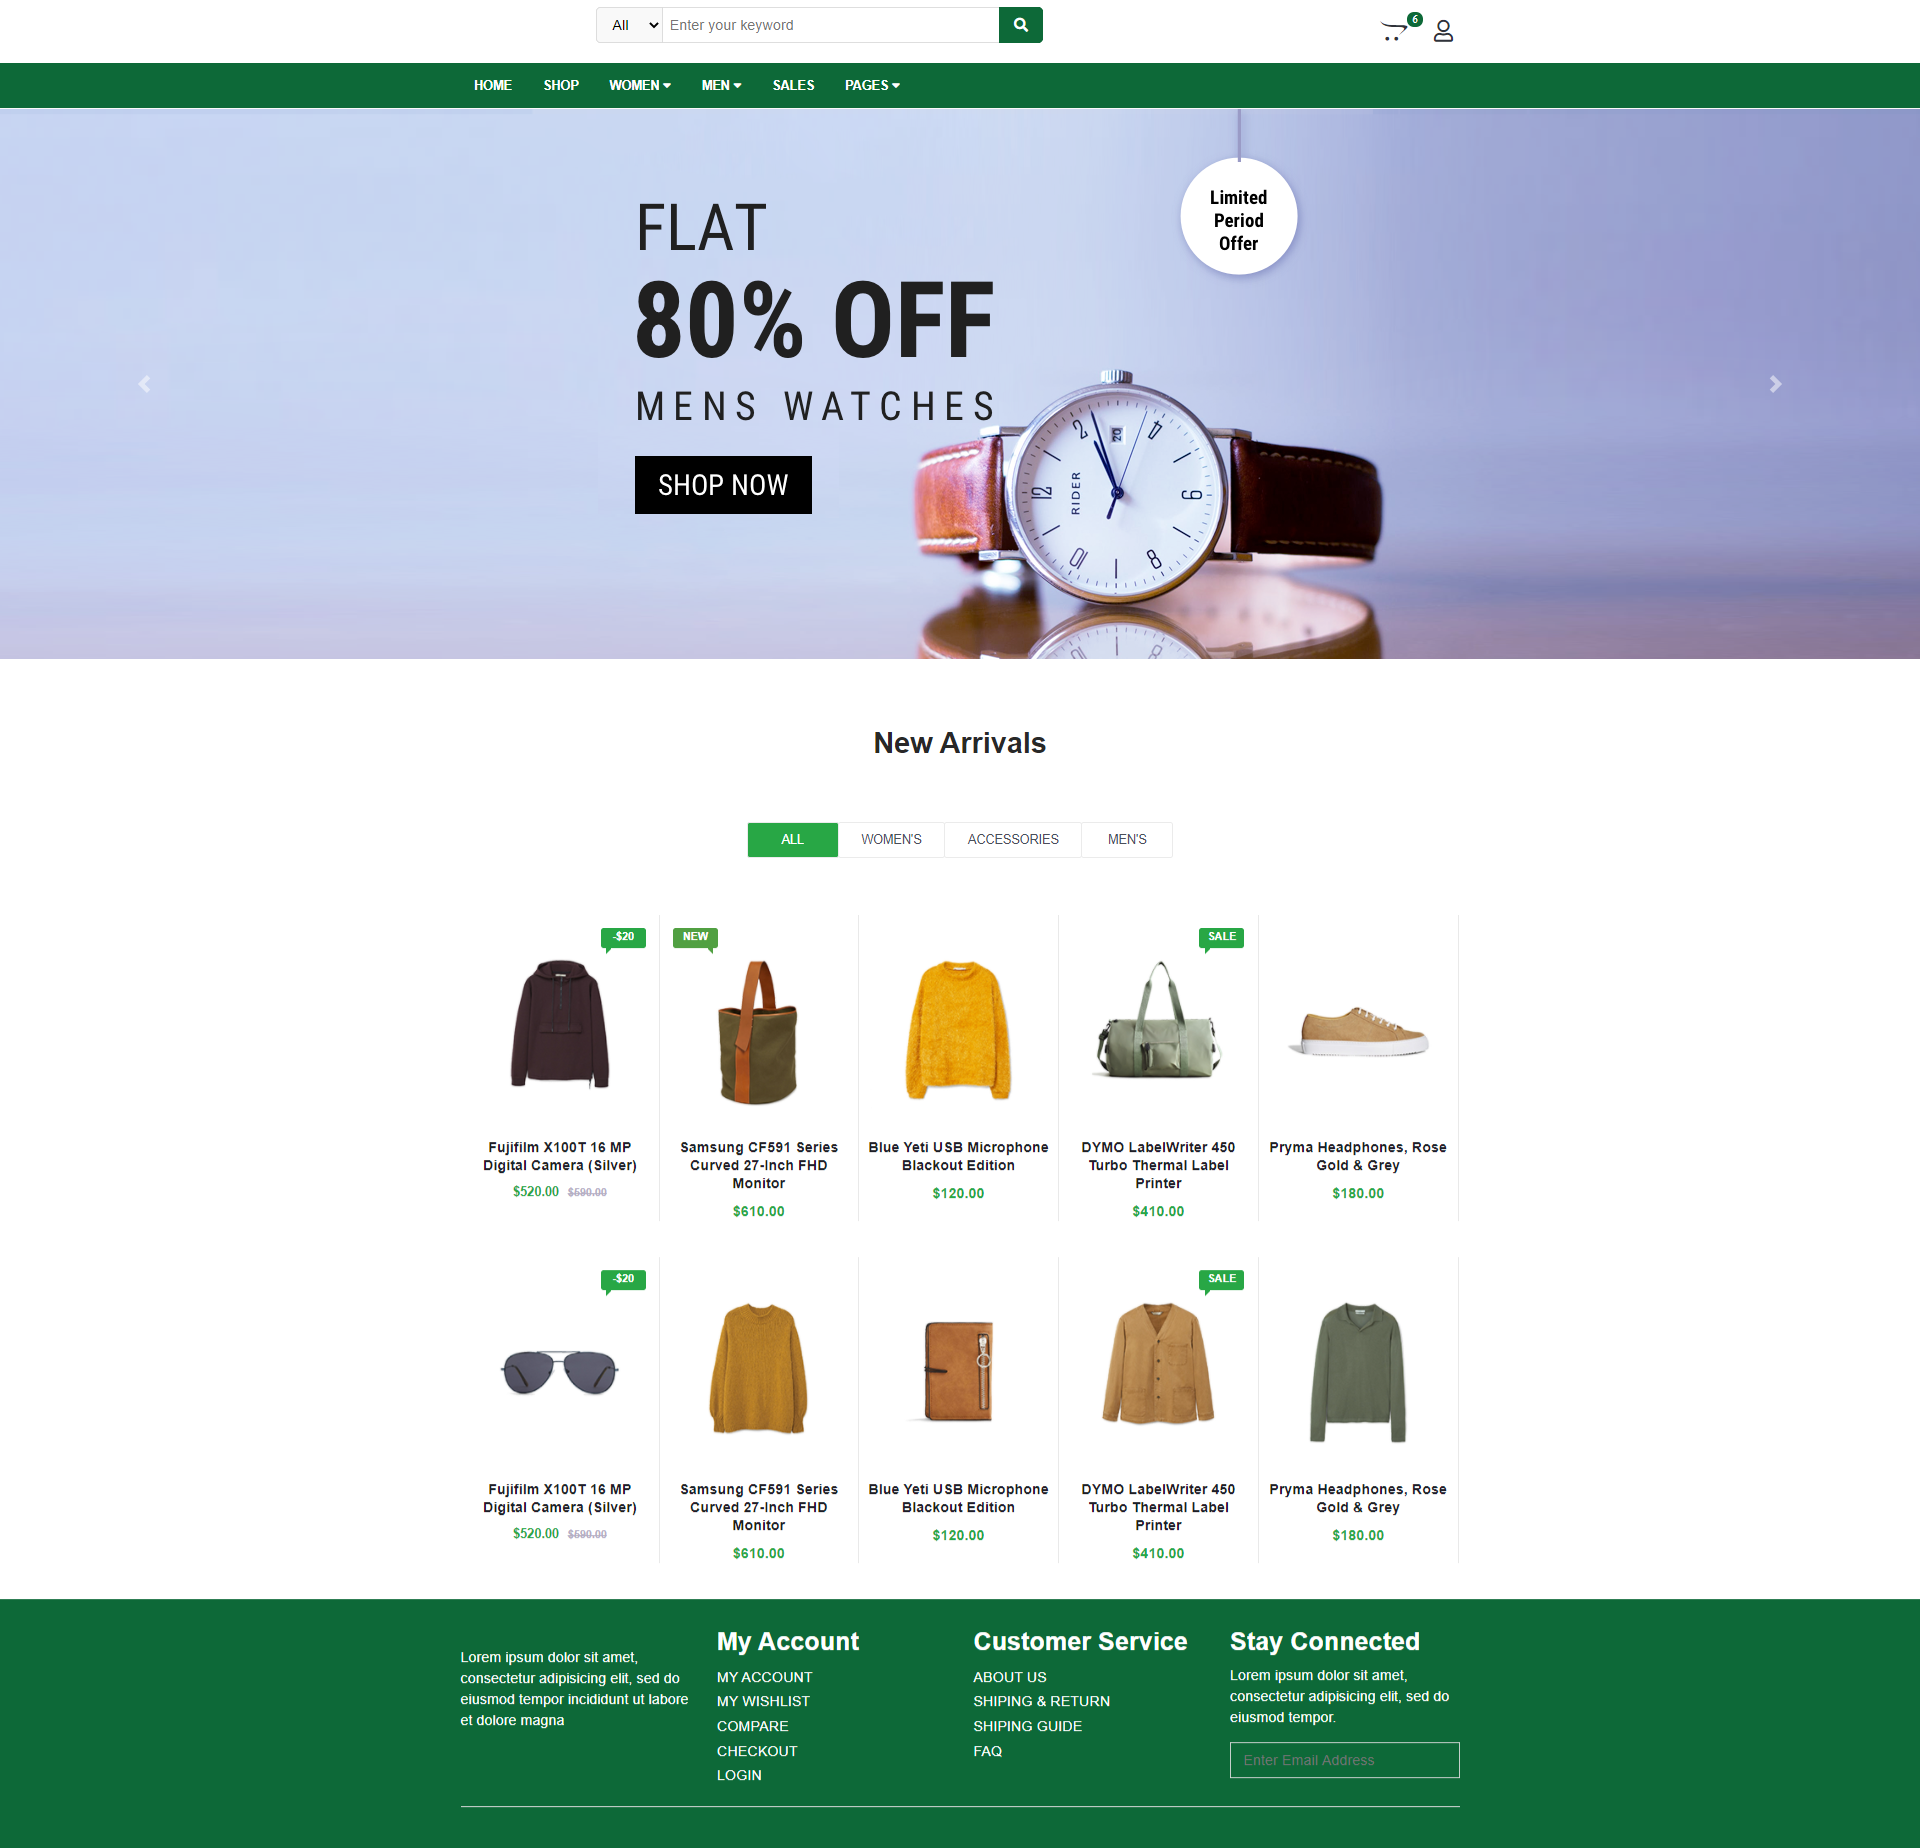 All
Enter your keyword
6
HOME SHOP WOMEN MEN SALES PAGES
Limited
Period
Offer
FLAT
80% OFF
MENS WATCHES
SHOP NOW
2 20 4
12 RIDER 6
10 8
New Arrivals
ALL WOMEN'S ACCESSORIES MEN'S
-$20 NEW SALE
Fujifilm X100T 16 MP
Digital Camera (Silver)
$520.00 $590.00
Samsung CF591 Series
Curved 27-Inch FHD
Monitor
$610.00
Blue Yeti USB Microphone
Blackout Edition
$120.00
DYMO LabelWriter 450
Turbo Thermal Label
Printer
$410.00
Pryma Headphones, Rose
Gold & Grey
$180.00
-$20 SALE
Fujifilm X100T 16 MP
Digital Camera (Silver)
$520.00 $590.00
Samsung CF591 Series
Curved 27-Inch FHD
Monitor
$610.00
Blue Yeti USB Microphone
Blackout Edition
$120.00
DYMO LabelWriter 450
Turbo Thermal Label
Printer
$410.00
Pryma Headphones, Rose
Gold & Grey
$180.00
Lorem ipsum dolor sit amet,
consectetur adipisicing elit, sed do
eiusmod tempor incididunt ut labore
et dolore magna
My Account
MY ACCOUNT
MY WISHLIST
COMPARE
CHECKOUT
LOGIN
Customer Service
ABOUT US
SHIPING & RETURN
SHIPING GUIDE
FAQ
Stay Connected
Lorem ipsum dolor sit amet,
consectetur adipisicing elit, sed do
eiusmod tempor.
Enter Email Address